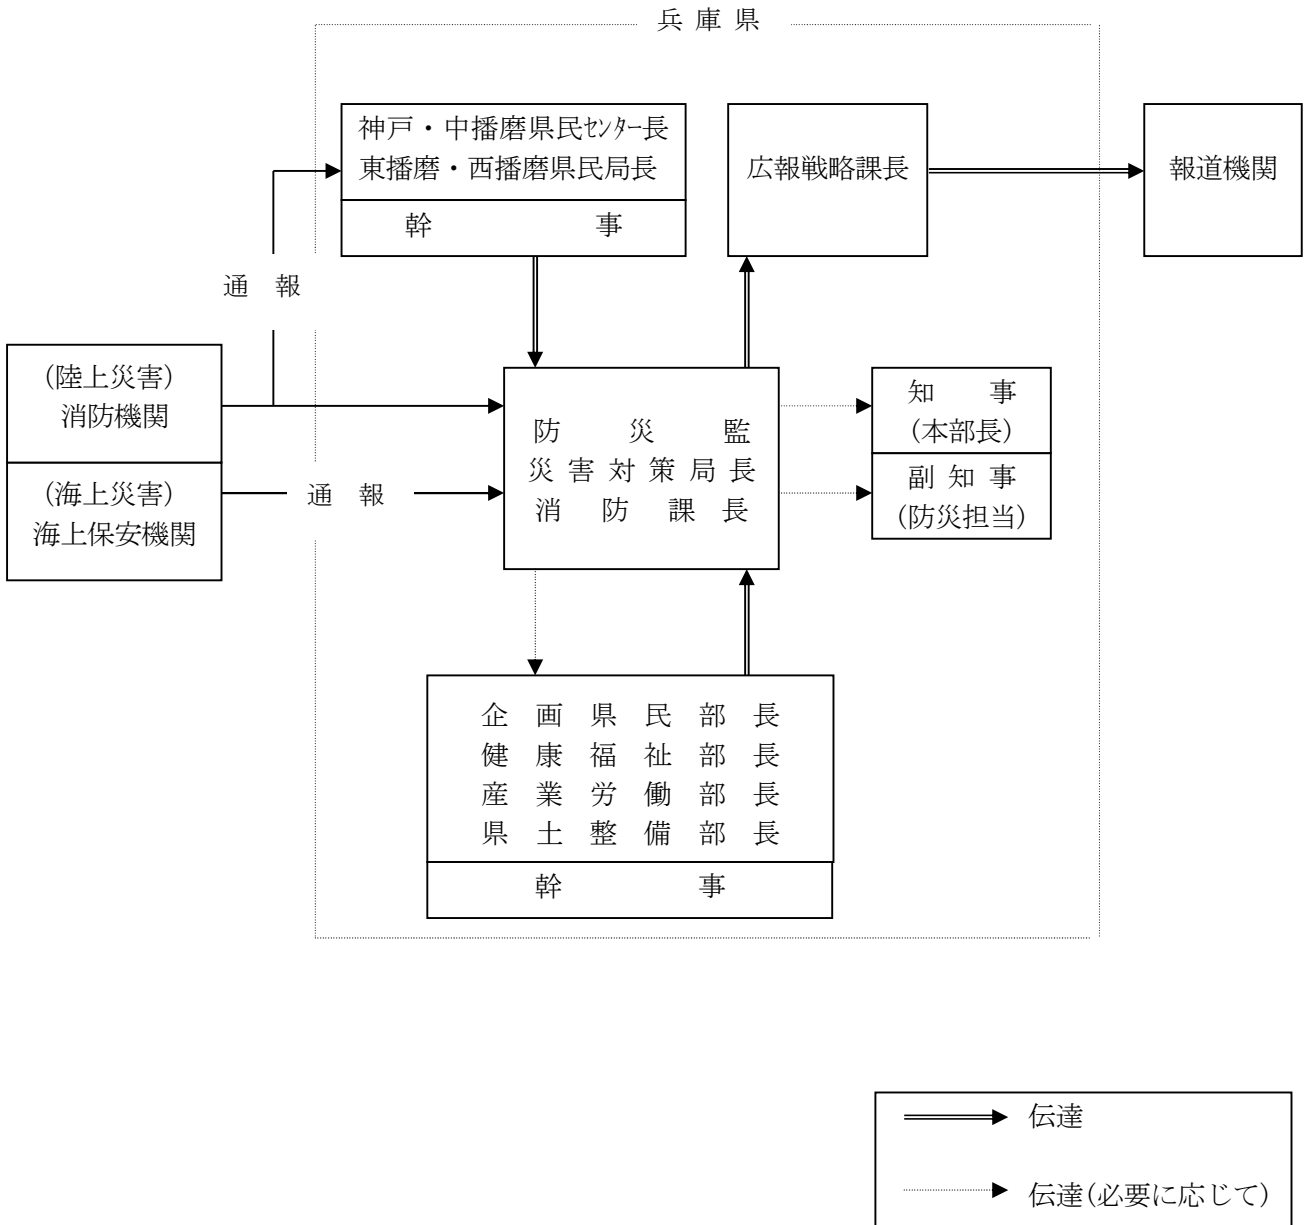 兵庫県
神戸・中播磨県民ｾﾝﾀｰ長
東播磨・西播磨県民局長
幹事
広報戦略課長
報道機関
通報
(陸上災害)
消防機関
(海上災害)
海上保安機関
通報
防災監
災害対策局長
消防課長
知事
(本部長)
副知事
(防災担当)
企画県民部長
健康福祉部長
産業労働部長
県土整備部長
幹事
伝達
伝達(必要に応じて)